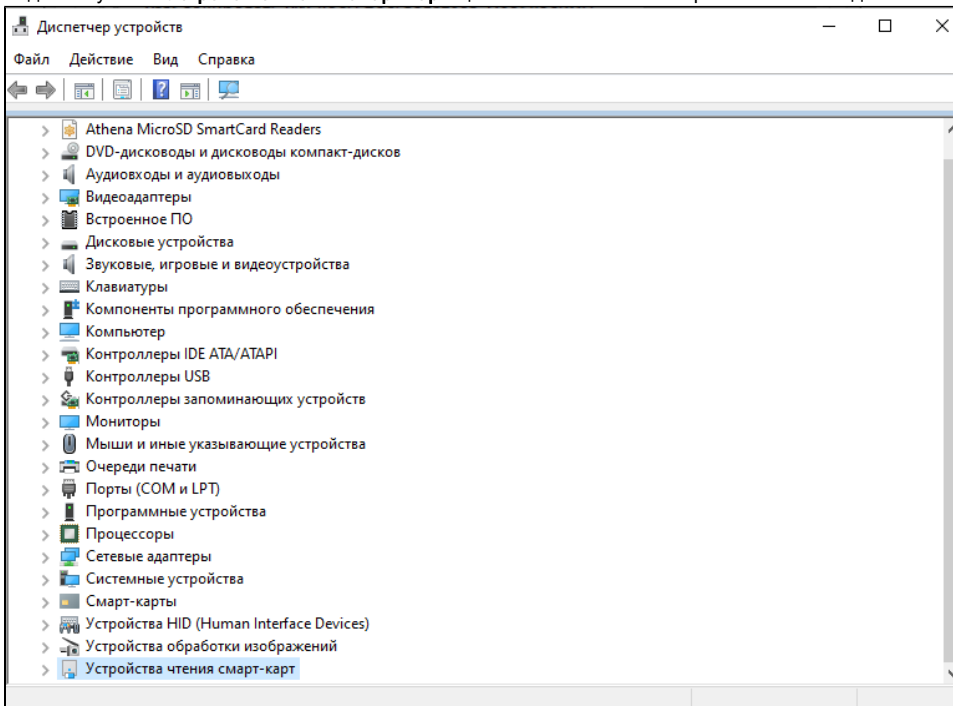 Диспетчер устройств
Файл Действие Вид Справка
Athena MicroSD SmartCard Readers
DVD-дисководы и дисководы компакт-дисков
Аудиовходы и аудиовыходы
Видеоадаптеры
Встроенное ПО
Дисковые устройства
Звуковые, игровые и видеоустройства
Клавиатуры
Компоненты программного обеспечения
Компьютер
Контроллеры IDE ATA/ATAPI
Контроллеры USB
Контроллеры запоминающих устройств
Мониторы
Мыши и иные указывающие устройства
Очереди печати
Порты (COM и LPT)
Программные устройства
Процессоры
Сетевые адаптеры
Системные устройства
Смарт-карты
Устройства HID (Human Interface Devices)
Устройства обработки изображений
Устройства чтения смарт-карт